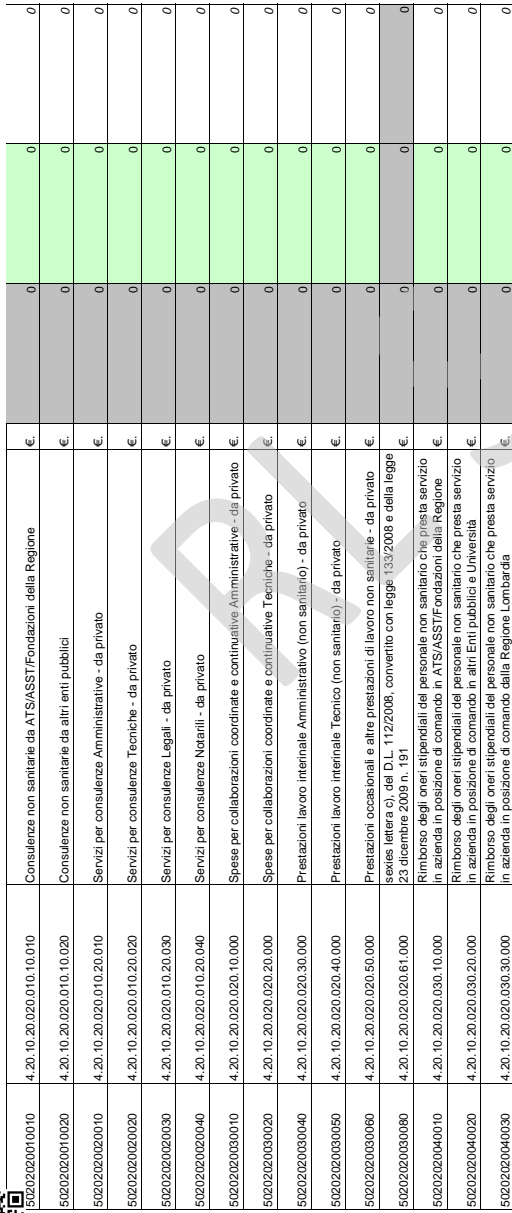 50202020010010 4.20.10.20.020.010.10.010 Consulenze non sanitarie da ATS/ASST/Fondazioni della Regione €. 0 0 0
50202020010020 4.20.10.20.020.010.10.020 Consulenze non sanitarie da altri enti pubblici €. 0 0 0
50202020020010 4.20.10.20.020.010.20.010 Servizi per consulenze Amministrative - da privato €. 0 0 0
50202020020020 4.20.10.20.020.010.20.020 Servizi per consulenze Tecniche - da privato €. 0 0 0
50202020020030 4.20.10.20.020.010.20.030 Servizi per consulenze Legali - da privato €. 0 0 0
50202020020040 4.20.10.20.020.010.20.040 Servizi per consulenze Notarili - da privato €. 0 0 0
50202020030010 4.20.10.20.020.020.10.000 Spese per collaborazioni coordinate e continuative Amministrative - da privato €. 0 0 0
50202020030020 4.20.10.20.020.020.20.000 Spese per collaborazioni coordinate e continuative Tecniche - da privato €. 0 0 0
50202020030040 4.20.10.20.020.020.30.000 Prestazioni lavoro interinale Amministrativo (non sanitario) - da privato €. 0 0 0
50202020030050 4.20.10.20.020.020.40.000 Prestazioni lavoro interinale Tecnico (non sanitario) - da privato €. 0 0 0
50202020030060 4.20.10.20.020.020.50.000 Prestazioni occasionali e altre prestazioni di lavoro non sanitarie - da privato €. 0 0 0
sexies lettera c), del D.L. 112/2008, convertito con legge 133/2008 e della legge
50202020030080 4.20.10.20.020.020.61.000 23 dicembre 2009 n. 191 €. 0 0 0
Rimborso degli oneri stipendiali del personale non sanitario che presta servizio
50202020040010 4.20.10.20.020.030.10.000 in azienda in posizione di comando in ATS/ASST/Fondazioni della Regione €. 0 0 0
Rimborso degli oneri stipendiali del personale non sanitario che presta servizio
50202020040020 4.20.10.20.020.030.20.000 in azienda in posizione di comando in altri Enti pubblici e Università €. 0 0 0
Rimborso degli oneri stipendiali del personale non sanitario che presta servizio
50202020040030 4.20.10.20.020.030.30.000 in azienda in posizione di comando dalla Regione Lombardia €. 0 0 0